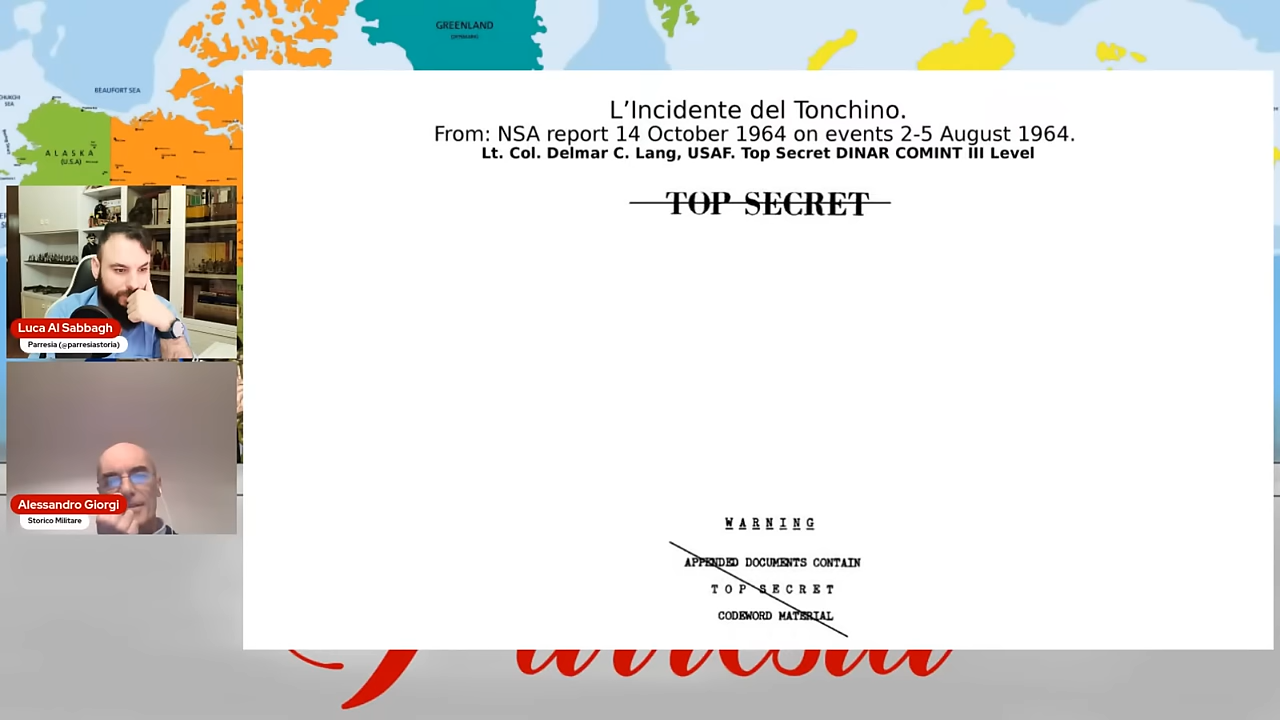 GREENLAND
BEAUFORT SEA
ALASKA
(U.S.A)
L'Incidente del Tonchino.
From: NSA report 14 October 1964 on events 2-5 August 1964.
Lt. Col. Delmar C. Lang, USAF. Top Secret DINAR COMINT III Level
TOP SECRET
Luca Al Sabbagh
Parresia (@parresiastoria)
Alessandro Giorgi
Storico Militare
WARNING
APPENDED DOCUMENTS CONTAIN
TOP SECRET
CODEWORD MATERIAL
Parresia